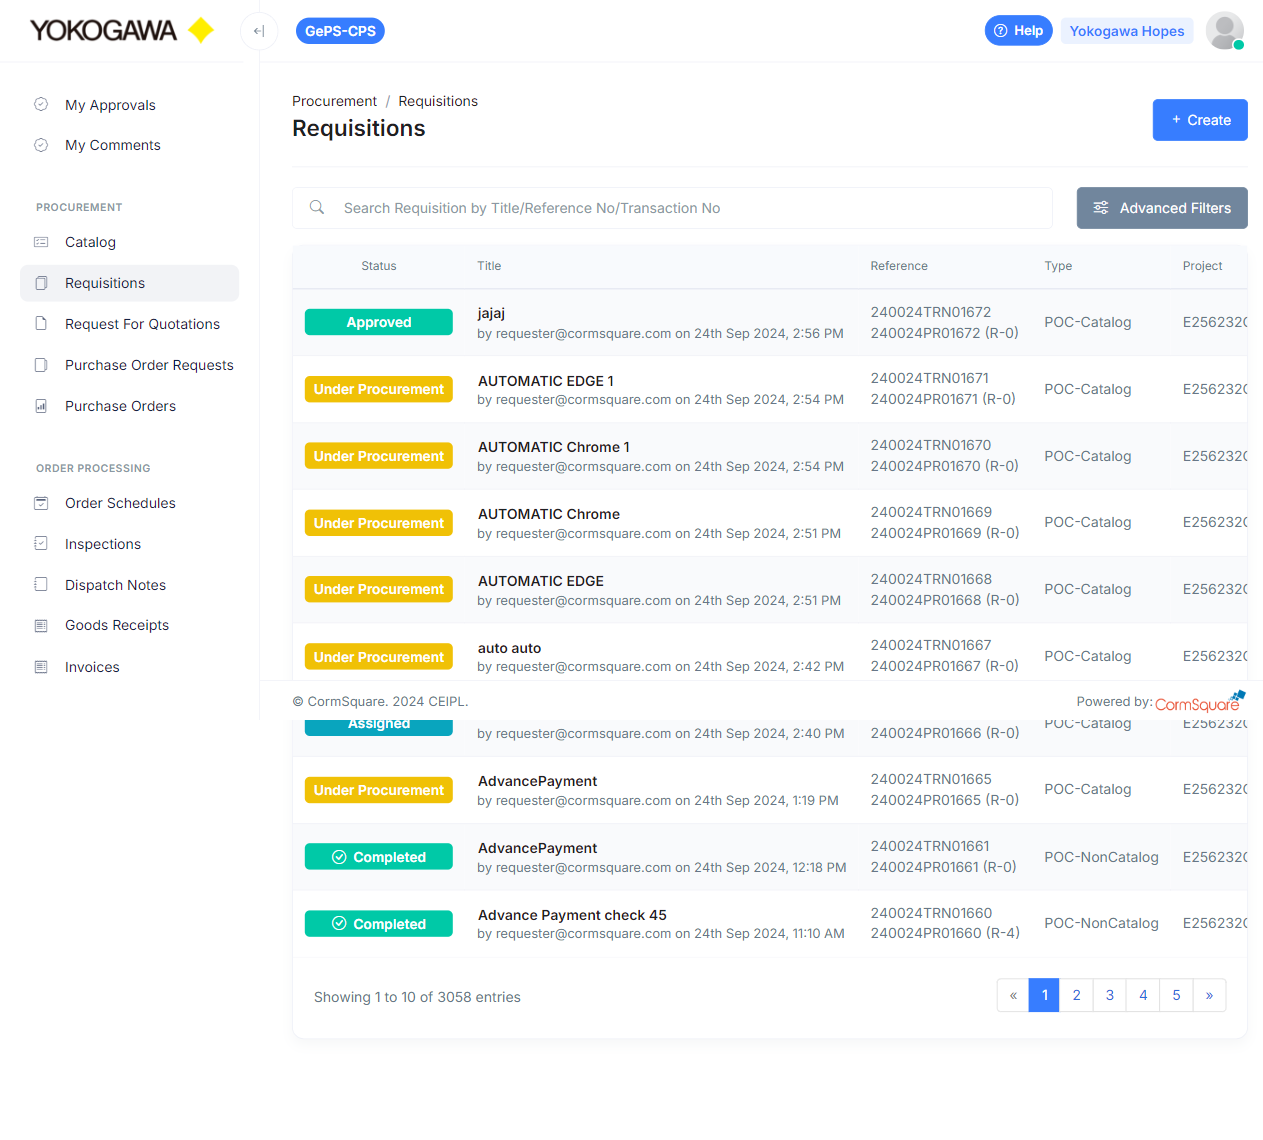 YOKOGAWA
GePS-CPS
Help
Yokogawa Hopes
My Approvals
My Comments
PROCUREMENT
Catalog
Requisitions
Request For Quotations
Purchase Order Requests
Purchase Orders
ORDER PROCESSING
Order Schedules
Inspections
Dispatch Notes
Goods Receipts
Invoices
Procurement / Requisitions
Requisitions
+ Create
Search Requisition by Title/Reference No/Transaction No
Advanced Filters
Status Title Reference Type Project
Approved
jajaj
by requester@cormsquare.com on 24th Sep 2024, 2:56 PM
240024TRN01672
240024PR01672 (R-0)
POC-Catalog
E256232
Under Procurement
AUTOMATIC EDGE 1
by requester@cormsquare.com on 24th Sep 2024, 2:54 PM
240024TRN01671
240024PR01671 (R-0)
POC-Catalog
E256232
Under Procurement
AUTOMATIC Chrome 1
by requester@cormsquare.com on 24th Sep 2024, 2:54 PM
240024TRN01670
240024PR01670 (R-0)
POC-Catalog
E256232
Under Procurement
AUTOMATIC Chrome
by requester@cormsquare.com on 24th Sep 2024, 2:51 PM
240024TRN01669
240024PR01669 (R-0)
POC-Catalog
E256232
Under Procurement
AUTOMATIC EDGE
by requester@cormsquare.com on 24th Sep 2024, 2:51 PM
240024TRN01668
240024PR01668 (R-0)
POC-Catalog
E256232
Under Procurement
auto auto
by requester@cormsquare.com on 24th Sep 2024, 2:42 PM
240024TRN01667
240024PR01667 (R-0)
POC-Catalog
E256232
© CormSquare. 2024 CEIPL.
Powered by: CormSquare
Assigned
by requester@cormsquare.com on 24th Sep 2024, 2:40 PM
240024PR01666 (R-0)
POC-Catalog
E256232
Under Procurement
AdvancePayment
by requester@cormsquare.com on 24th Sep 2024, 1:19 PM
240024TRN01665
240024PR01665 (R-0)
POC-Catalog
E256232
Completed
AdvancePayment
by requester@cormsquare.com on 24th Sep 2024, 12:18 PM
240024TRN01661
240024PR01661 (R-0)
POC-NonCatalog
E256232
Completed
Advance Payment check 45
by requester@cormsquare.com on 24th Sep 2024, 11:10 AM
240024TRN01660
240024PR01660 (R-4)
POC-NonCatalog
E256232
Showing 1 to 10 of 3058 entries
« 1 2 3 4 5 »